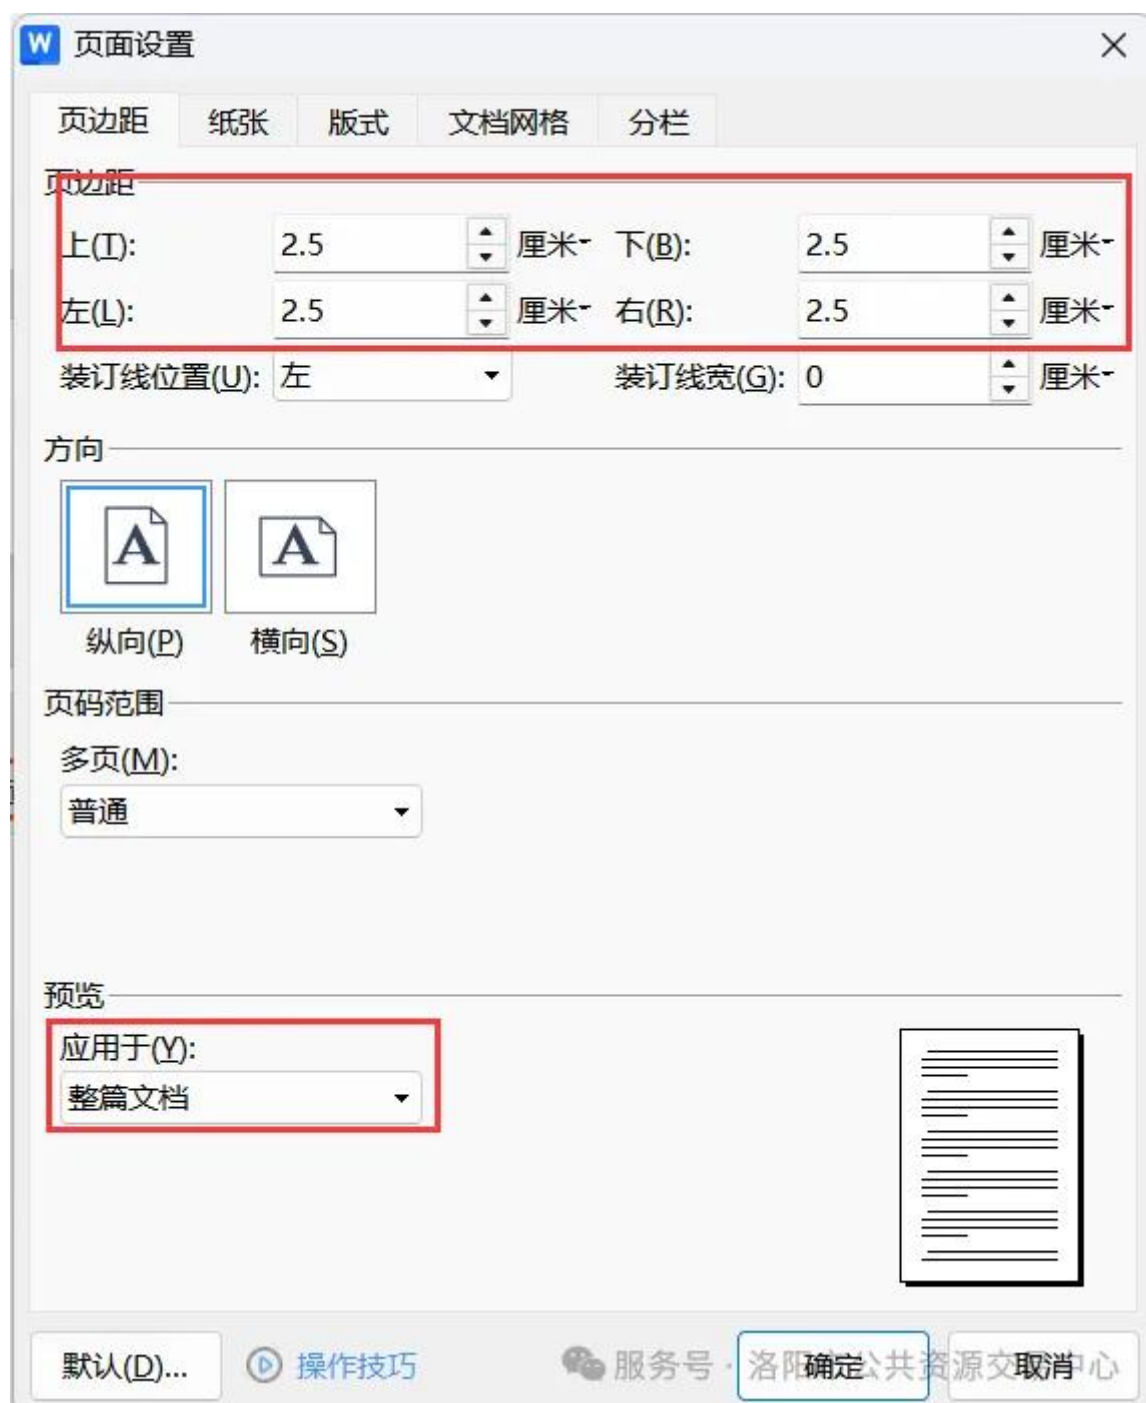 W 页面设置
页边距 纸张 版式 文档网格 分栏
页边距
上(T): 2.5 厘米 下(B): 2.5 厘米
左(L): 2.5 厘米 右(R): 2.5 厘米
装订线位置(U): 左 装订线宽(G): 0 厘米
方向
A A
纵向(P) 横向(S)
页码范围
多页(M):
普通
预览
应用于(Y):
整篇文档
默认(D)... 操作技巧 确定 取消
服务号 · 洛阳 公共资源交 中心